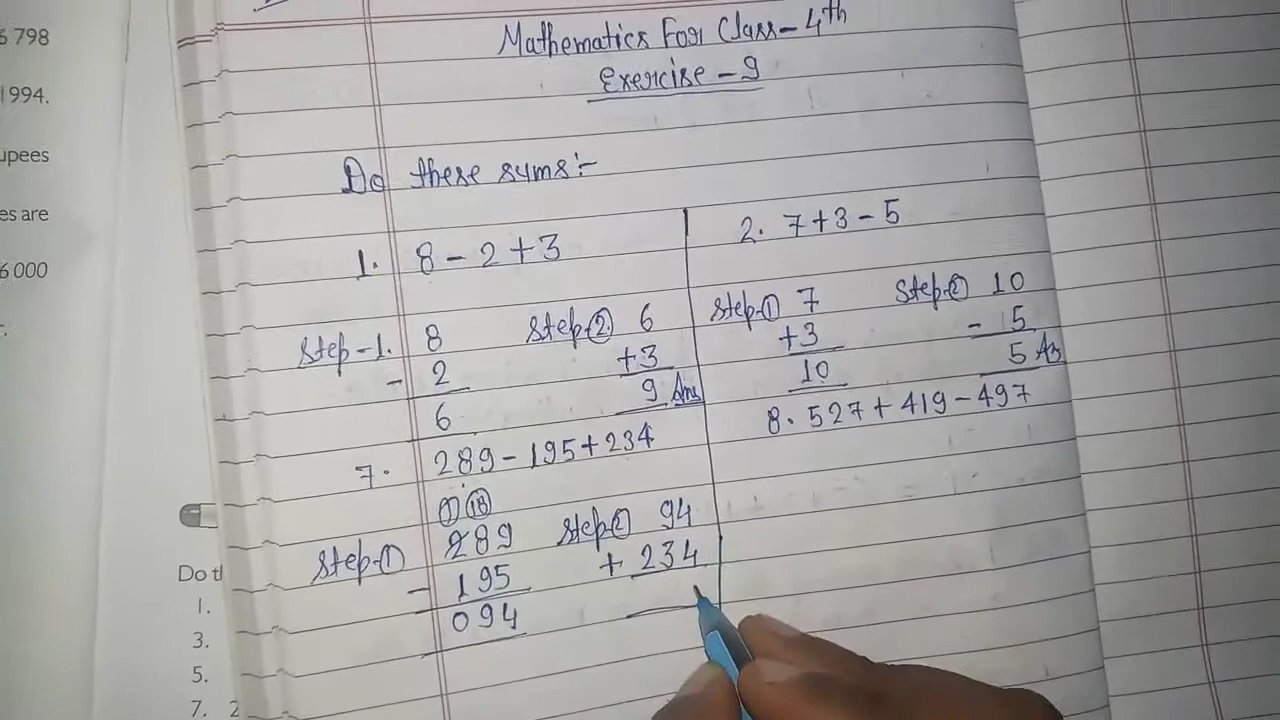 6 798
1994.
upees
es are
6 000
Mathematics For Class-4th
Exercise-9
Do these sums:-
1. 8-2+3
Step-1. 8
- 2
6
Step② 6
+3
9 Ans
2. 7+3-5
Step① 7
+3
10
Step② 10
- 5
5 As
7. 289-195+234
① ⑱
Step① 289
- 195
094
Step② 94
+ 234
8. 527+419-497
Do t
1.
3.
5.
7. 2